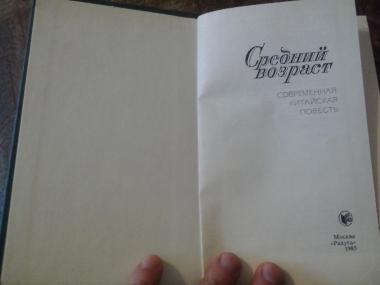 Средний
возраст
СОВРЕМЕННАЯ
КИТАЙСКАЯ
ПОВЕСТЬ
Москва
«Радуга»
1985